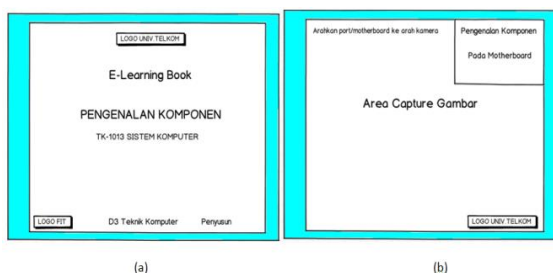 LOGO UNIV TELKOM
E-Learning Book
PENGENALAN KOMPONEN
TK-1013 SISTEM KOMPUTER
LOGO FIT
D3 Teknik Komputer
Penyusun
(a)
Arahkan port/motherboard ke arah kamera
Pengenalan Komponen
Pada Motherboard
Area Capture Gambar
LOGO UNIV TELKOM
(b)